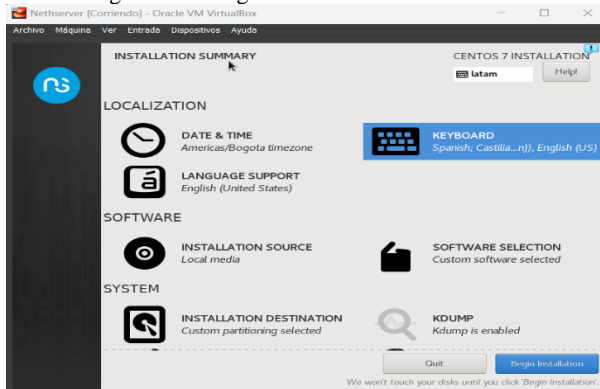 Nethserver [Corriendo] - Oracle VM VirtualBox
Archivo Máquina Ver Entrada Dispositivos Ayuda
INSTALLATION SUMMARY
CENTOS 7 INSTALLATION
latam
Help!
ns
LOCALIZATION
DATE & TIME
Americas/Bogota timezone
KEYBOARD
Spanish; Castilia...n)), English (US)
á
LANGUAGE SUPPORT
English (United States)
SOFTWARE
INSTALLATION SOURCE
Local media
SOFTWARE SELECTION
Custom software selected
SYSTEM
INSTALLATION DESTINATION
Custom partitioning selected
KDUMP
Kdump is enabled
Quit
Begin Installation
We won't touch your disks until you click 'Begin Installation'.